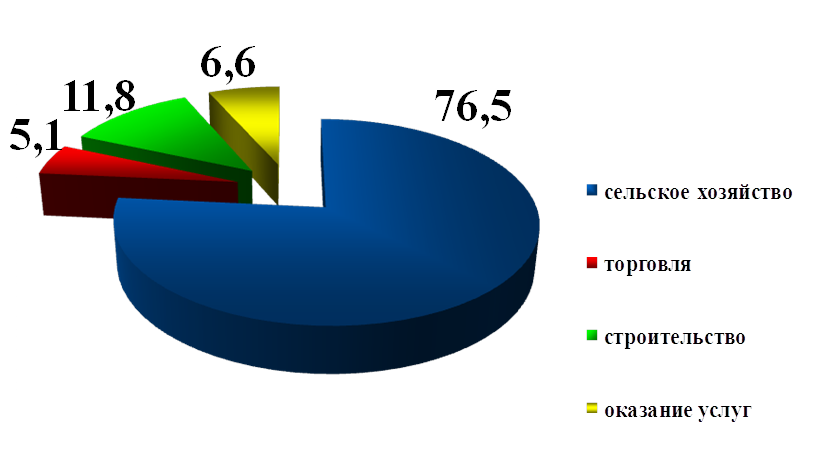 6,6
11,8
5,1
76,5
сельское хозяйство
торговля
строительство
оказание услуг